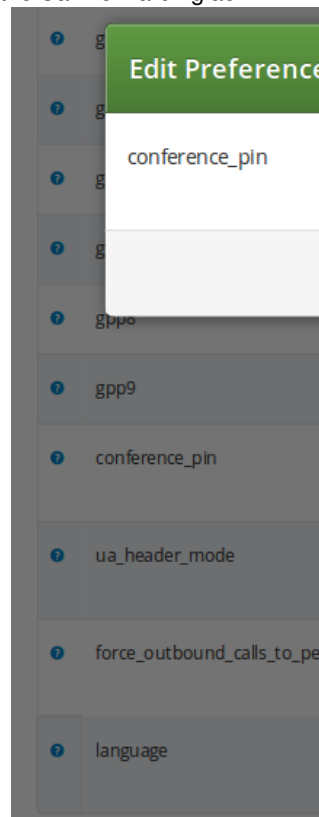 Edit Preference
conference_pin
gpp8
gpp9
conference_pin
ua_header_mode
force_outbound_calls_to_pe
language